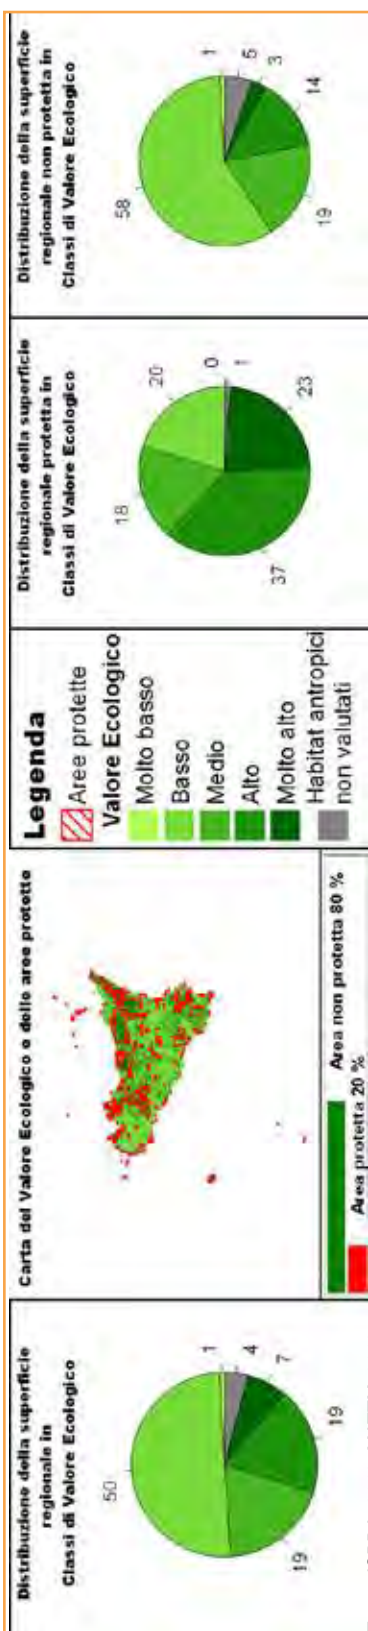 Distribuzione della superficie
regionale in
Classi di Valore Ecologico
50
1
4
7
19
19
Carta del Valore Ecologico e delle aree protette
Area non protetta 80 %
Area protetta 20 %
Legenda
Aree protette
Valore Ecologico
Molto basso
Basso
Medio
Alto
Molto alto
Habitat antropici
non valutati
Distribuzione della superficie
regionale protetta in
Classi di Valore Ecologico
18
20
0
1
23
37
Distribuzione della superficie
regionale non protetta in
Classi di Valore Ecologico
58
1
5
3
14
19